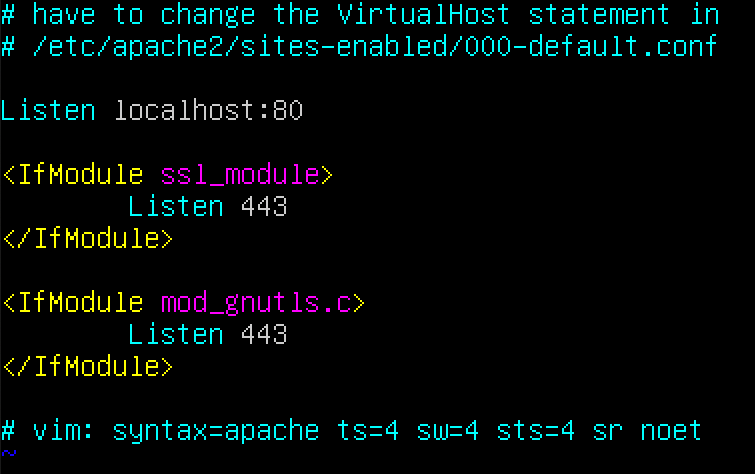 # have to change the VirtualHost statement in
# /etc/apache2/sites-enabled/000-default.conf
Listen localhost:80
<IfModule ssl_module>
Listen 443
</IfModule>
<IfModule mod_gnutls.c>
Listen 443
</IfModule>
# vim: syntax=apache ts=4 sw=4 sts=4 sr noet
~